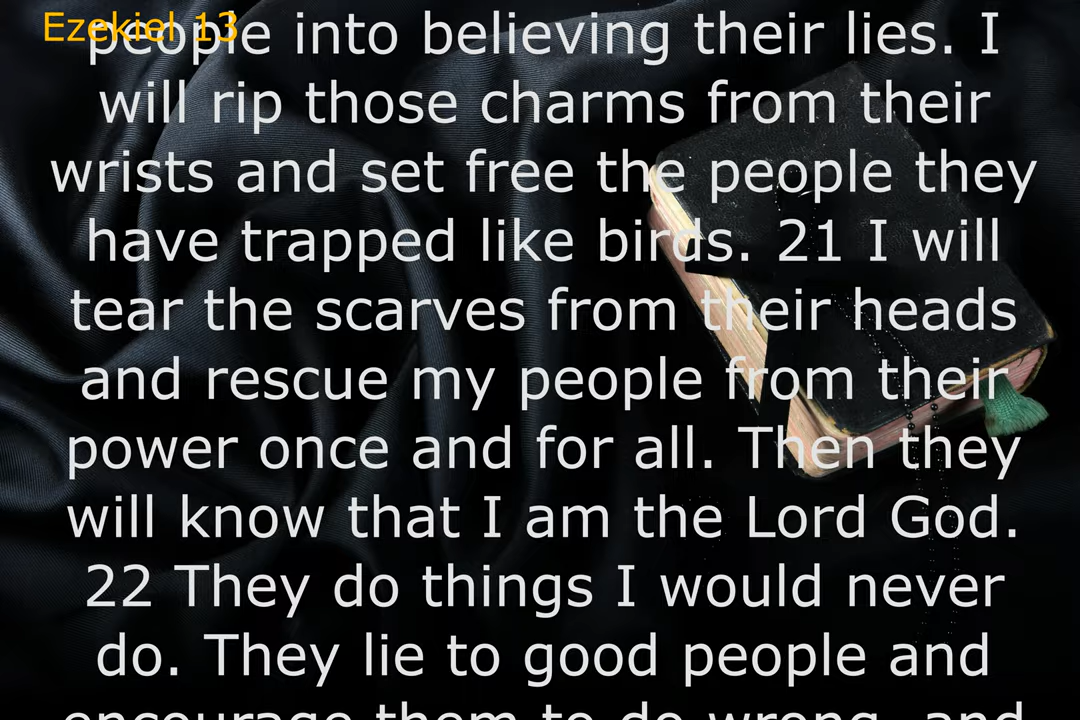 Ezekiel 13
people into believing their lies. I
will rip those charms from their
wrists and set free the people they
have trapped like birds. 21 I will
tear the scarves from their heads
and rescue my people from their
power once and for all. Then they
will know that I am the Lord God.
22 They do things I would never
do. They lie to good people and
encourage them to do wrong, and